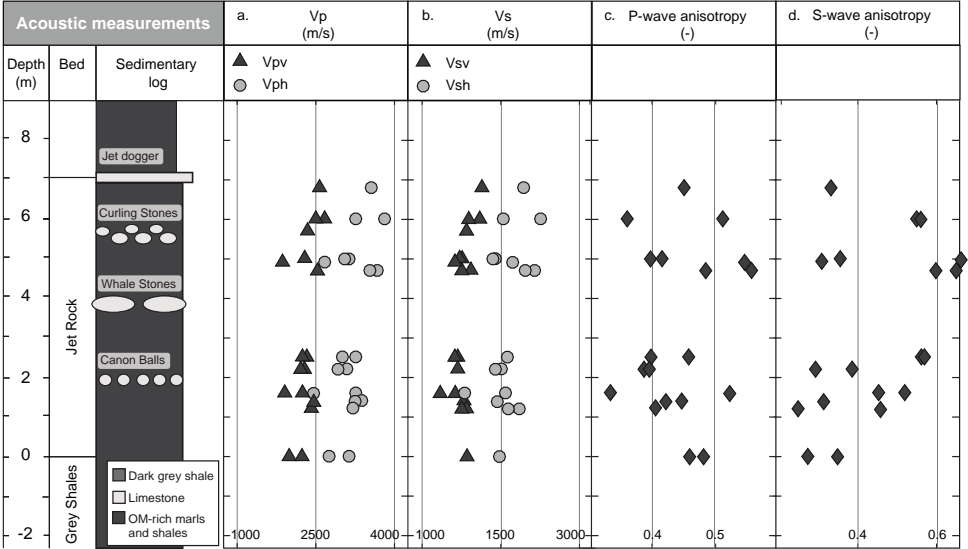 Acoustic measurements
a. Vp
(m/s)
b. Vs
(m/s)
c. P-wave anisotropy
(-)
d. S-wave anisotropy
(-)
Depth
(m)
Bed
Sedimentary
log
Vpv
Vph
Vsv
Vsh
8
6
4
2
0
-2
Jet Rock
Grey Shales
Jet dogger
Curling Stones
Whale Stones
Canon Balls
Dark grey shale
Limestone
OM-rich marls
and shales
1000 2500 4000
1000 1500 3000
0.4 0.5
0.4 0.6